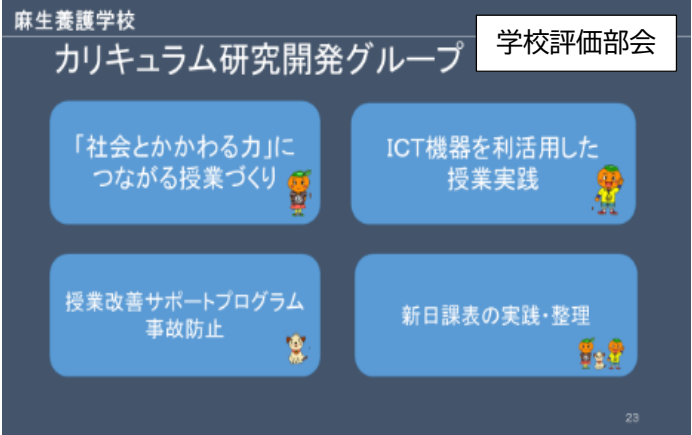 麻生養護学校
カリキュラム研究開発グループ
学校評価部会
「社会とかかわる力」に
つながる授業づくり
ICT機器を利活用した
授業実践
授業改善サポートプログラム
事故防止
新日課表の実践・整理
23